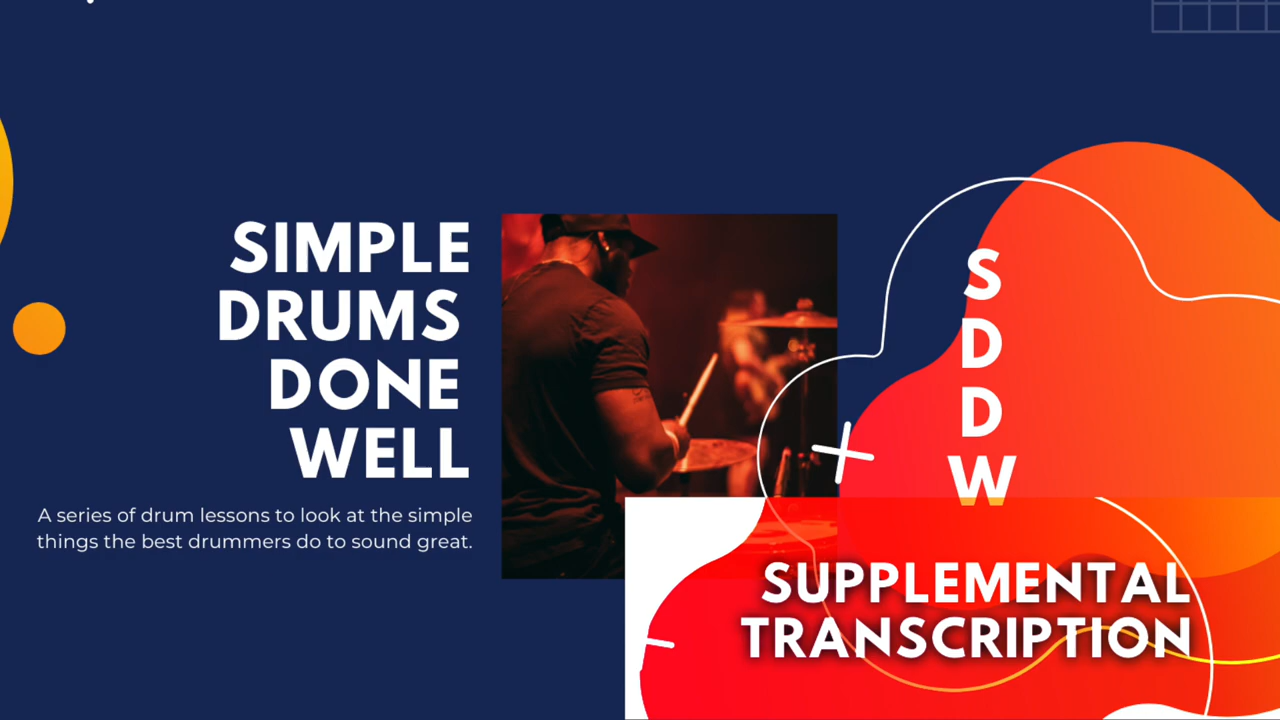 SIMPLE
DRUMS
DONE
WELL
A series of drum lessons to look at the simple
things the best drummers do to sound great.
S
D
D
W
SUPPLEMENTAL
TRANSCRIPTION